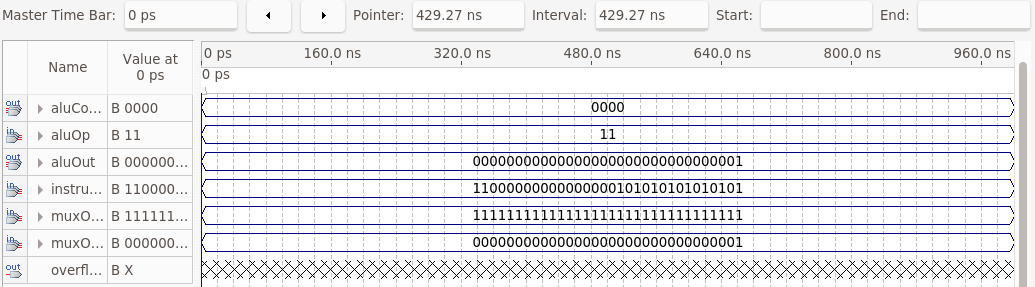 Master Time Bar: 0 ps Pointer: 429.27 ns Interval: 429.27 ns Start: End:
Name Value at 0 ps
0 ps 160.0 ns 320.0 ns 480.0 ns 640.0 ns 800.0 ns 960.0 ns
0 ps
out aluCo... B 0000 0000
in aluOp B 11 11
out aluOut B 000000... 00000000000000000000000000000001
in instru... B 110000... 11000000000000000101010101010101
in muxO... B 111111... 11111111111111111111111111111111
in muxO... B 000000... 00000000000000000000000000000001
out overfl... B X